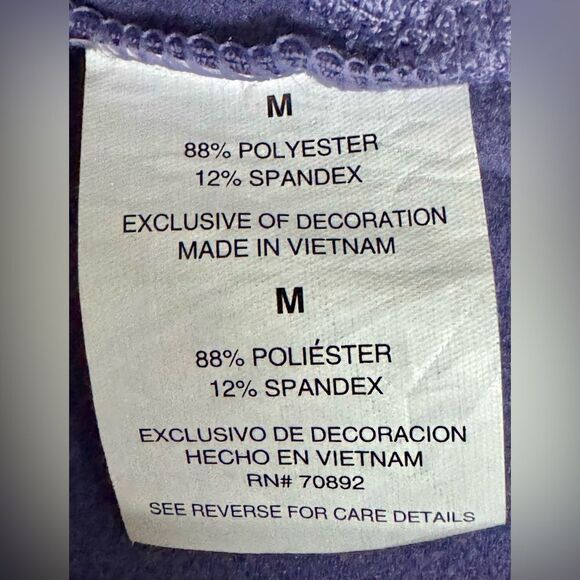 M
88% POLYESTER
12% SPANDEX
EXCLUSIVE OF DECORATION
MADE IN VIETNAM
M
88% POLIÉSTER
12% SPANDEX
EXCLUSIVO DE DECORACION
HECHO EN VIETNAM
RN# 70892
SEE REVERSE FOR CARE DETAILS